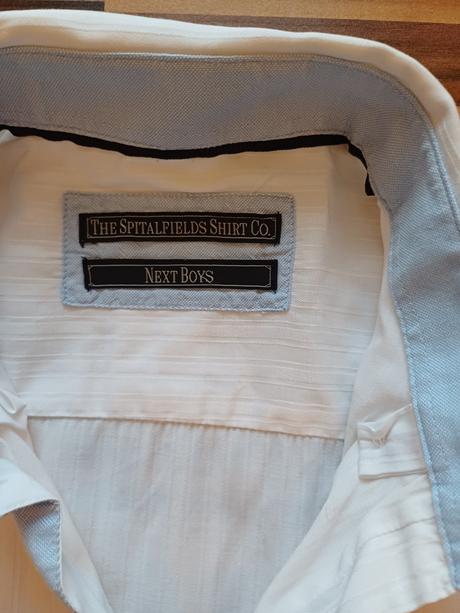 The Spitalfields Shirt Co.
Next Boys